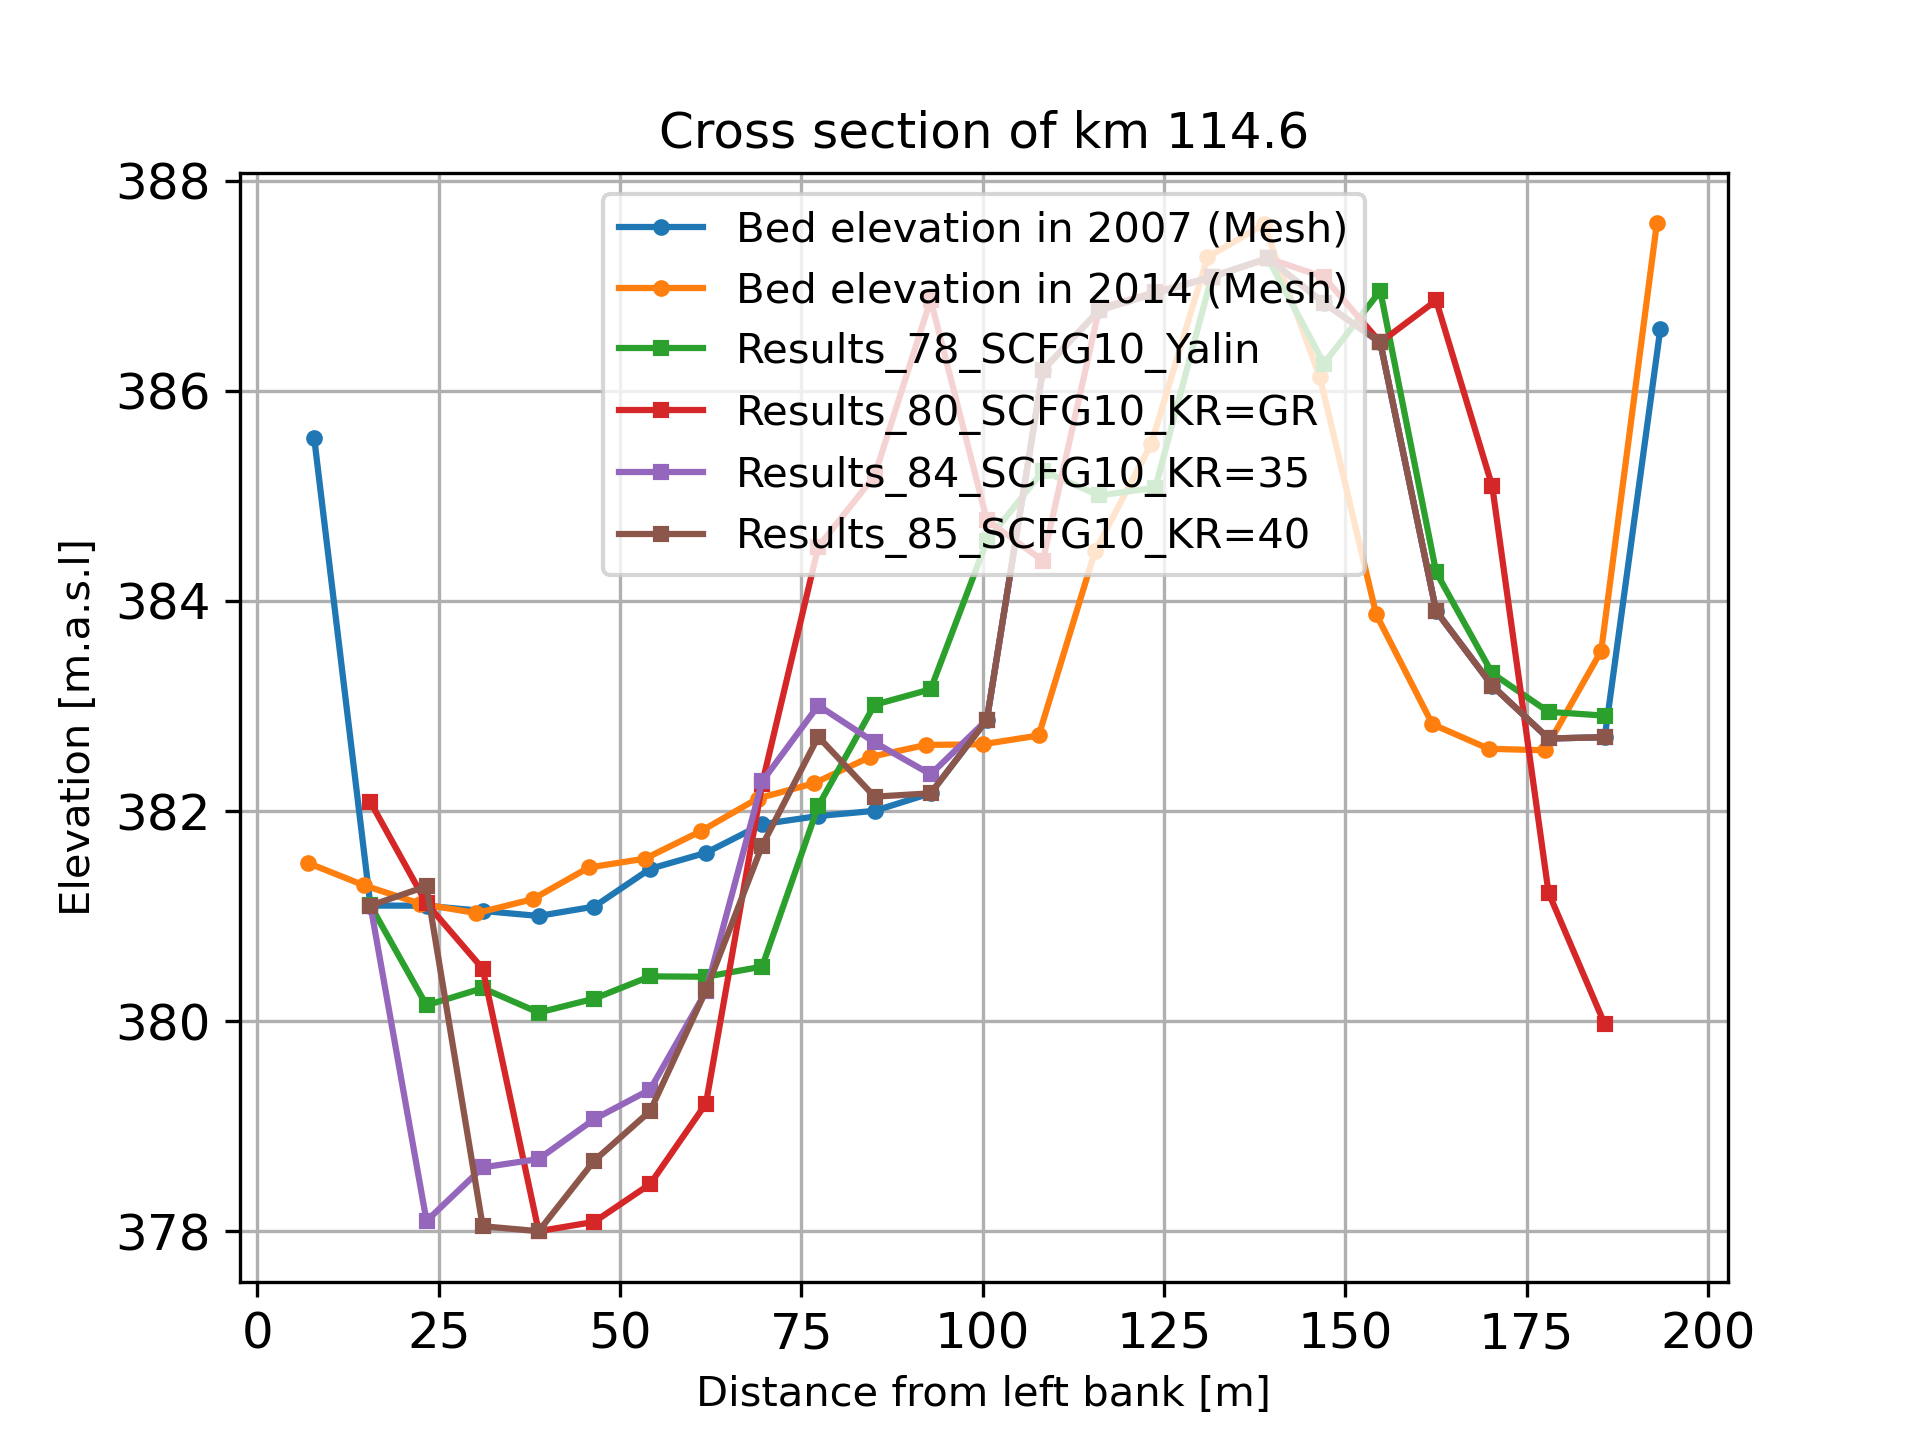 Cross section of km 114.6
388
386
384
382
380
378
Elevation [m.a.s.l]
Bed elevation in 2007 (Mesh)
Bed elevation in 2014 (Mesh)
Results_78_SCFG10_Yalin
Results_80_SCFG10_KR=GR
Results_84_SCFG10_KR=35
Results_85_SCFG10_KR=40
0 25 50 75 100 125 150 175 200
Distance from left bank [m]